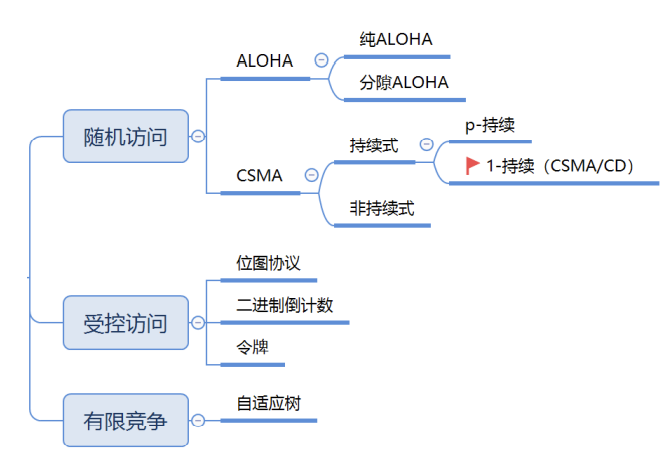 随机访问
ALOHA
纯ALOHA
分隙ALOHA
CSMA
持续式
p-持续
1-持续（CSMA/CD）
非持续式
受控访问
位图协议
二进制倒计数
令牌
有限竞争
自适应树